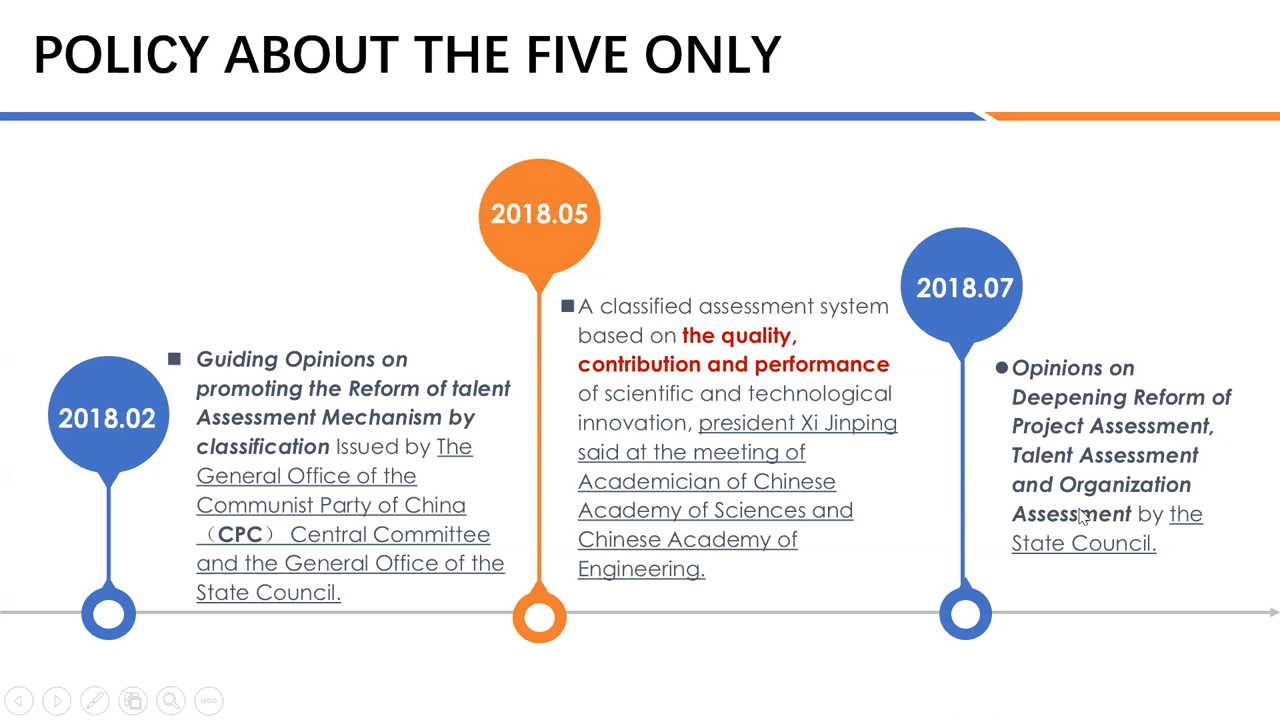 POLICY ABOUT THE FIVE ONLY
2018.02
Guiding Opinions on
promoting the Reform of talent
Assessment Mechanism by
classification Issued by The
General Office of the
Communist Party of China
（CPC） Central Committee
and the General Office of the
State Council.
2018.05
A classified assessment system
based on the quality,
contribution and performance
of scientific and technological
innovation, president Xi Jinping
said at the meeting of
Academician of Chinese
Academy of Sciences and
Chinese Academy of
Engineering.
2018.07
Opinions on
Deepening Reform of
Project Assessment,
Talent Assessment
and Organization
Assessment by the
State Council.